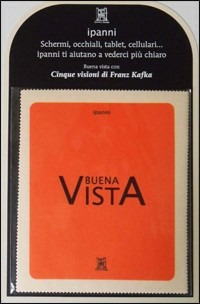 ipanni
Schermi, occhiali, tablet, cellulari...
ipanni ti aiutano a vederci più chiaro
Buena vista con
Cinque visioni di Franz Kafka
ipanni
BUENA
VISTA